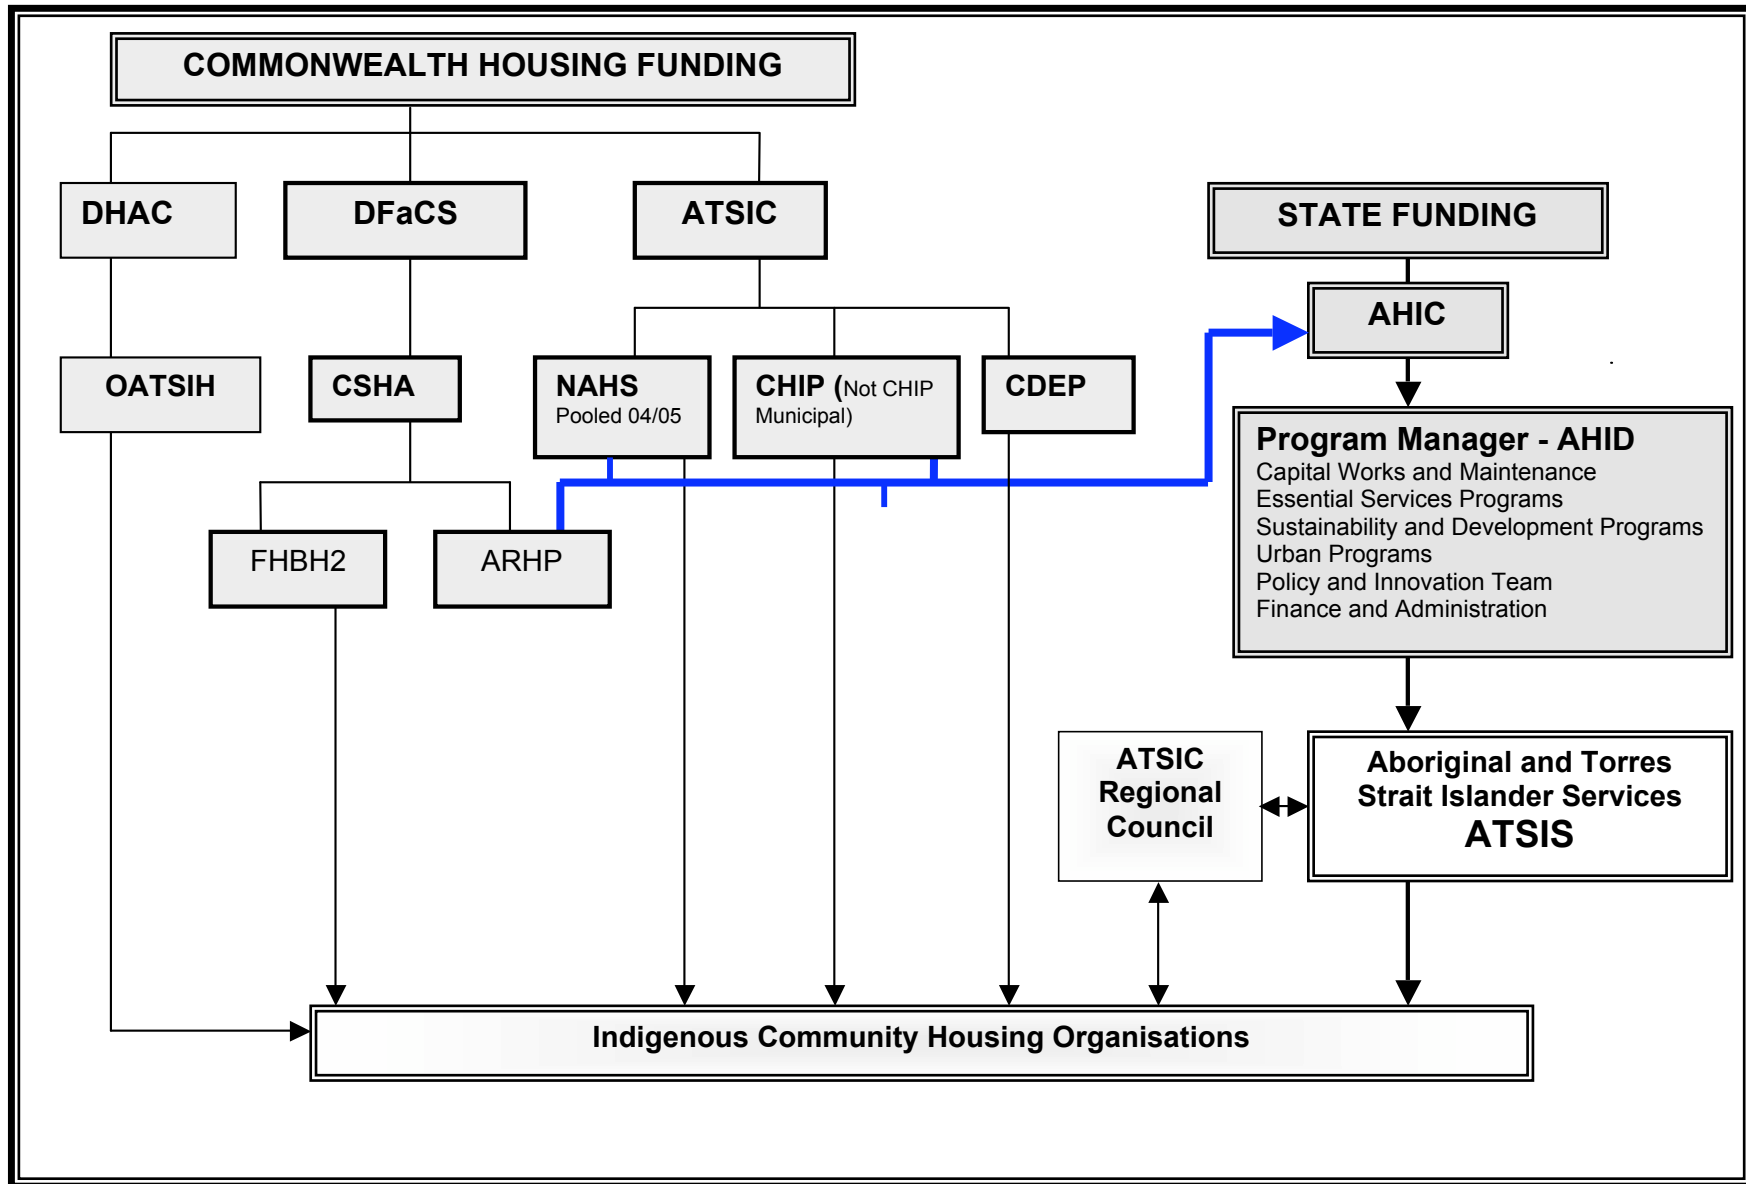 COMMONWEALTH HOUSING FUNDING
DHAC
DFaCS
ATSIC
STATE FUNDING
AHIC
OATSIH
CSHA
NAHS
Pooled 04/05
CHIP (Not CHIP
Municipal)
CDEP
Program Manager - AHID
Capital Works and Maintenance
Essential Services Programs
Sustainability and Development Programs
Urban Programs
Policy and Innovation Team
Finance and Administration
FHBH2
ARHP
ATSIC
Regional
Council
Aboriginal and Torres
Strait Islander Services
ATSIS
Indigenous Community Housing Organisations